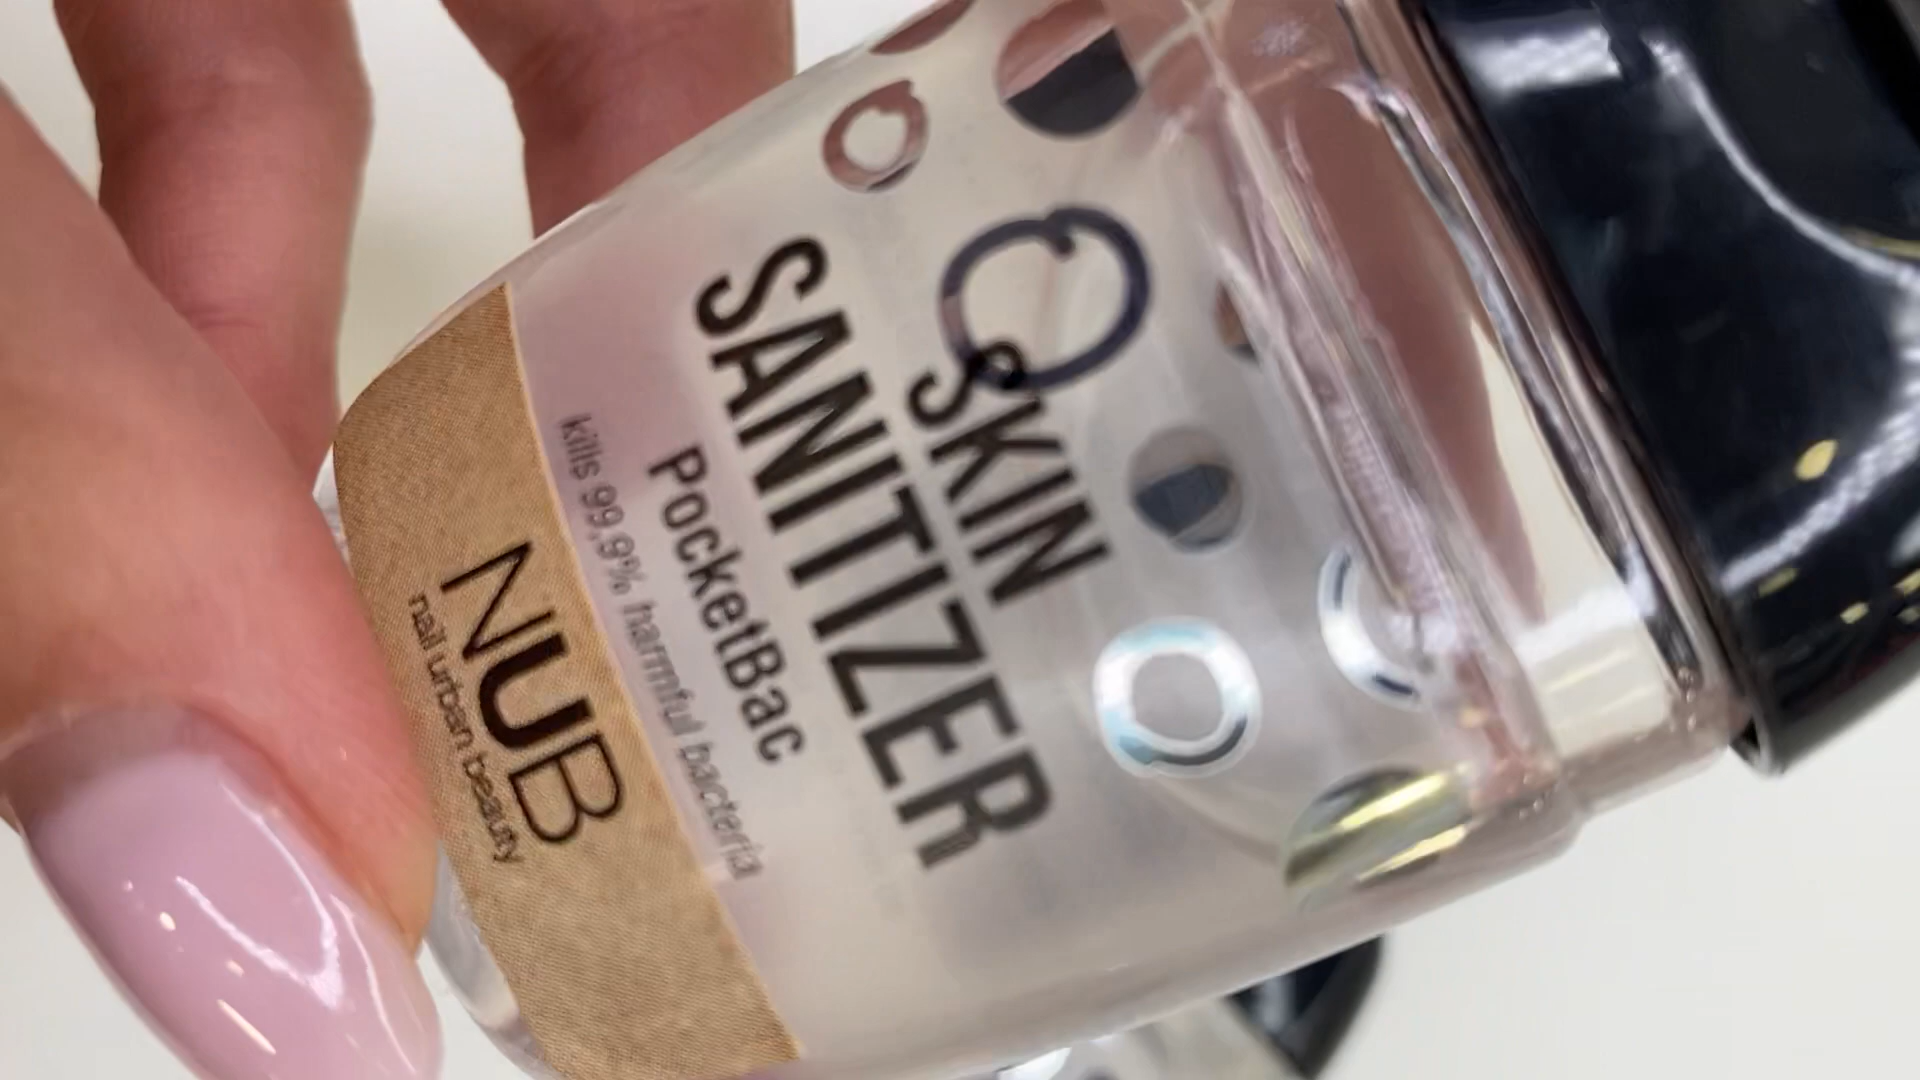 SKIN
SANITIZER
PocketBac
kills 99,9% harmful bacteria
NUB
nail urban beauty